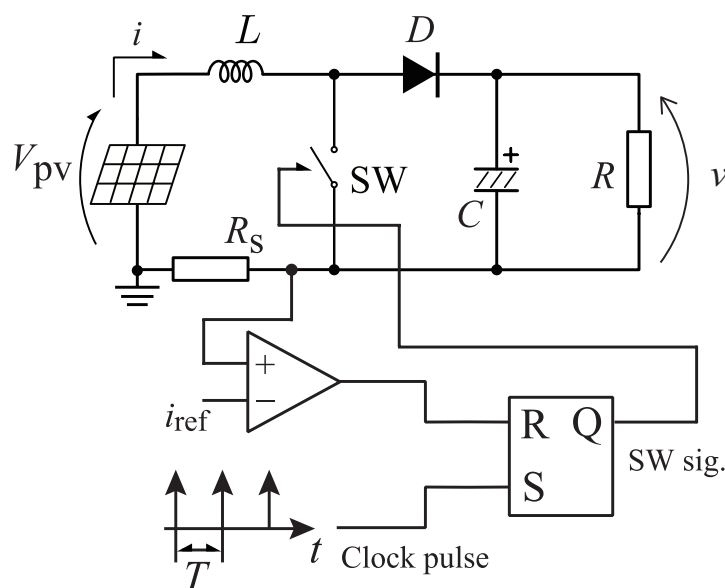 i
L
D
V_pv
SW
+
C
R
v
R_S
+
−
i_ref
R Q
S
SW sig.
T
t
Clock pulse